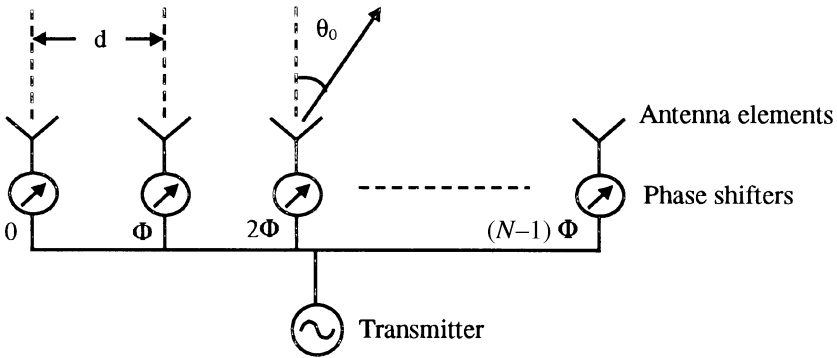 d
θ₀
Antenna elements
Phase shifters
0
Φ
2Φ
(N–1) Φ
Transmitter